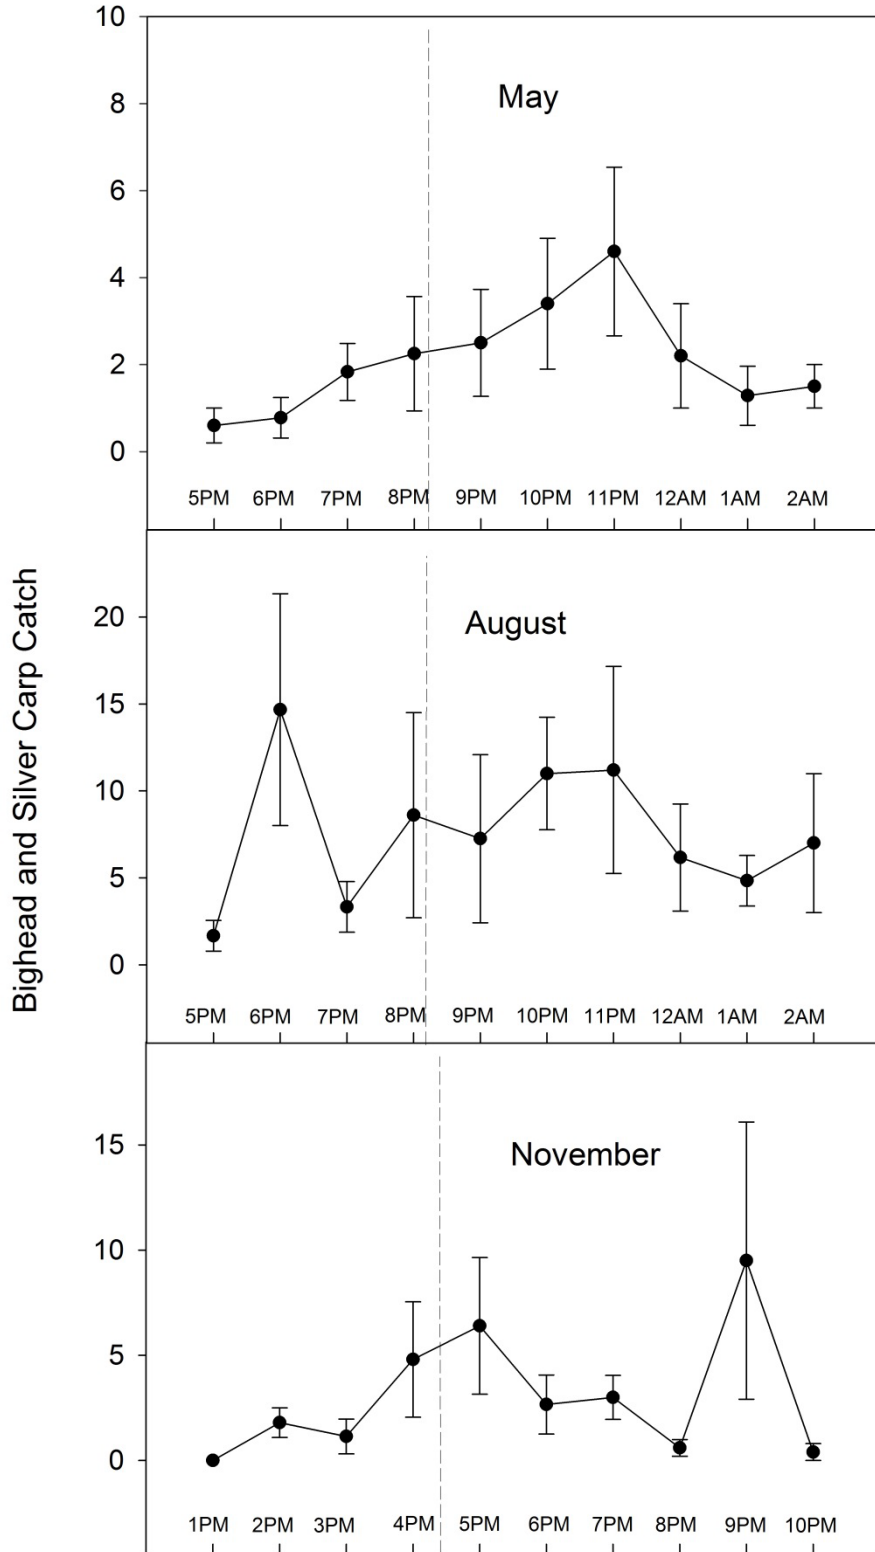 Bighead and Silver Carp Catch
May
10
8
6
4
2
0
5PM 6PM 7PM 8PM 9PM 10PM 11PM 12AM 1AM 2AM
August
20
15
10
5
0
5PM 6PM 7PM 8PM 9PM 10PM 11PM 12AM 1AM 2AM
November
15
10
5
0
1PM 2PM 3PM 4PM 5PM 6PM 7PM 8PM 9PM 10PM